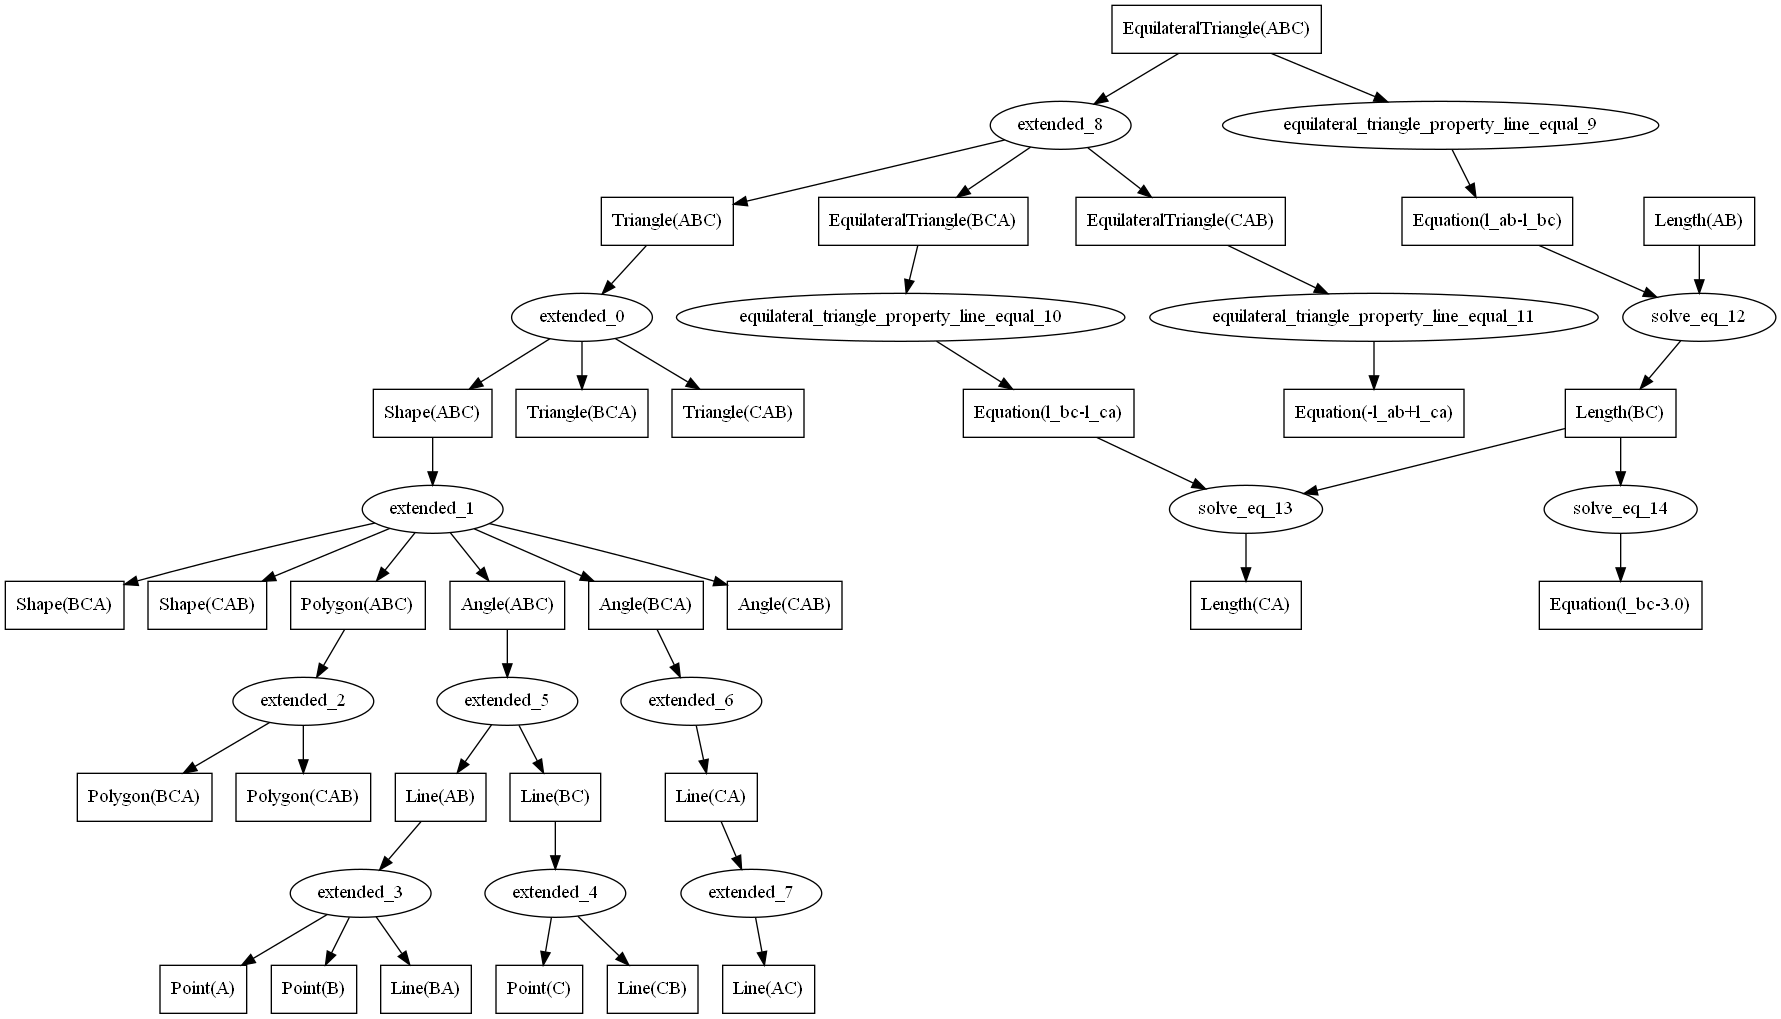 EquilateralTriangle(ABC)
extended_8
equilateral_triangle_property_line_equal_9
Triangle(ABC)
EquilateralTriangle(BCA)
EquilateralTriangle(CAB)
Equation(l_ab-l_bc)
Length(AB)
extended_0
equilateral_triangle_property_line_equal_10
equilateral_triangle_property_line_equal_11
solve_eq_12
Shape(ABC)
Triangle(BCA)
Triangle(CAB)
Equation(l_bc-l_ca)
Equation(-l_ab+l_ca)
Length(BC)
extended_1
solve_eq_13
solve_eq_14
Shape(BCA)
Shape(CAB)
Polygon(ABC)
Angle(ABC)
Angle(BCA)
Angle(CAB)
Length(CA)
Equation(l_bc-3.0)
extended_2
extended_5
extended_6
Polygon(BCA)
Polygon(CAB)
Line(AB)
Line(BC)
Line(CA)
extended_3
extended_4
extended_7
Point(A)
Point(B)
Line(BA)
Point(C)
Line(CB)
Line(AC)